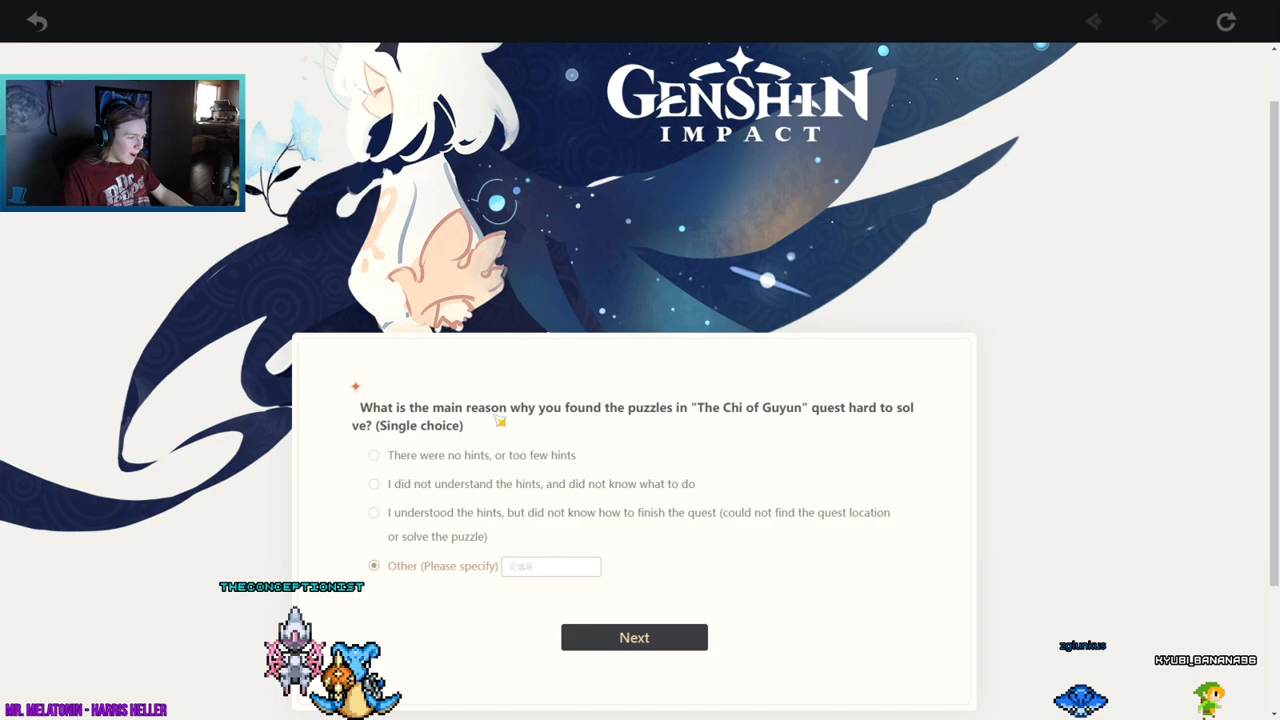 GENSHIN
IMPACT
What is the main reason why you found the puzzles in "The Chi of Guyun" quest hard to sol
ve? (Single choice)
There were no hints, or too few hints
I did not understand the hints, and did not know what to do
I understood the hints, but did not know how to finish the quest (could not find the quest location
or solve the puzzle)
Other (Please specify) 可填写
Next
THECONCEPTIONIST
zgiunkus
KYUBI_BANANA96
MR. MELATONIN - HARRIS HELLER